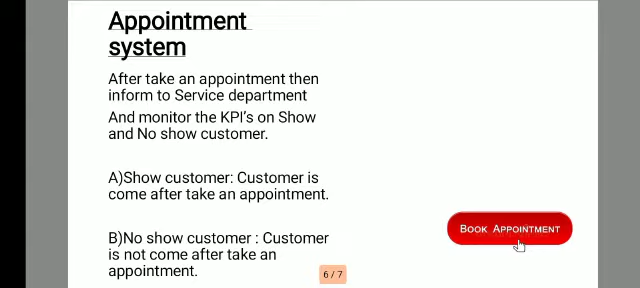 Appointment
system
After take an appointment then
inform to Service department
And monitor the KPI's on Show
and No show customer.
A)Show customer: Customer is
come after take an appointment.
BOOK APPOINTMENT
B)No show customer : Customer
is not come after take an
appointment.
6 / 7